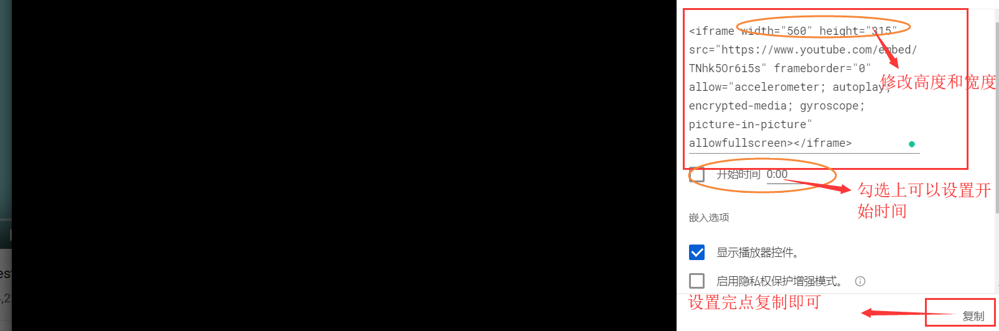 <iframe width="560" height="315"
src="https://www.youtube.com/embed/
TNhk5Or6i5s" frameborder="0"
allow="accelerometer; autoplay;
修改高度和宽度
encrypted-media; gyroscope;
picture-in-picture"
allowfullscreen></iframe>
开始时间 0:00
勾选上可以设置开
始时间
嵌入选项
显示播放器控件。
启用隐私权保护增强模式。
设置完点复制即可
复制